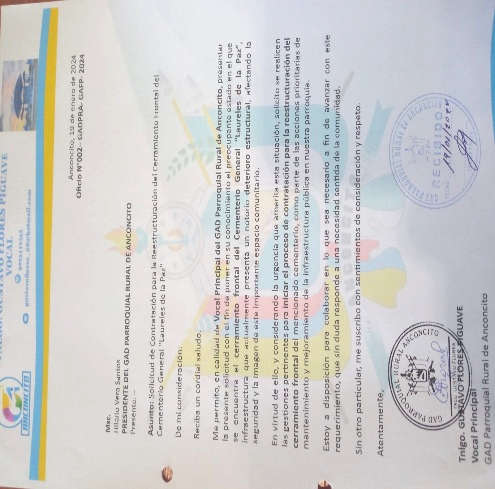 FLORES PIGUAVE
VOCAL
ANCONCITO
Anconcito, 19 de enero de 2024
Oficio N°002– GADPRA- GAFP- 2024
Mac.
Hilario Vera Santos
PRESIDENTE DEL GAD PARROQUIAL RURAL DE ANCONCITO
Presente. –
Asunto: Solicitud de Contratación para la Reestructuración del Cerramiento Frontal del
Cementerio General "Laureles de la Paz"
De mi consideración.
Reciba un cordial saludo.
Me permito, en calidad de Vocal Principal del GAD Parroquial Rural de Anconcito, presentar
la presente solicitud con el fin de poner en su conocimiento el preocupante estado en el que
se encuentra el cerramiento frontal del Cementerio General "Laureles de la Paz",
infraestructura que actualmente presenta un notorio deterioro estructural, afectando la
seguridad y la imagen de este importante espacio comunitario.
En virtud de ello, y considerando la urgencia que amerita esta situación, solicito se realicen
las gestiones pertinentes para iniciar el proceso de contratación para la reestructuración del
cerramiento frontal del mencionado cementerio, como parte de las acciones prioritarias de
mantenimiento y mejoramiento de la infraestructura pública en nuestra parroquia.
Estoy a disposición para colaborar en lo que sea necesario a fin de avanzar con este
requerimiento, que sin duda responde a una necesidad sentida de la comunidad.
Sin otro particular, me suscribo con sentimientos de consideración y respeto.
Atentamente,
GAD PARROQUIAL RURAL ANCONCITO
RECIBIDO
19/01/2024
Tnlgo. GUSTAVO FLORES PIGUAVE
Vocal Principal
GAD Parroquial Rural de Anconcito